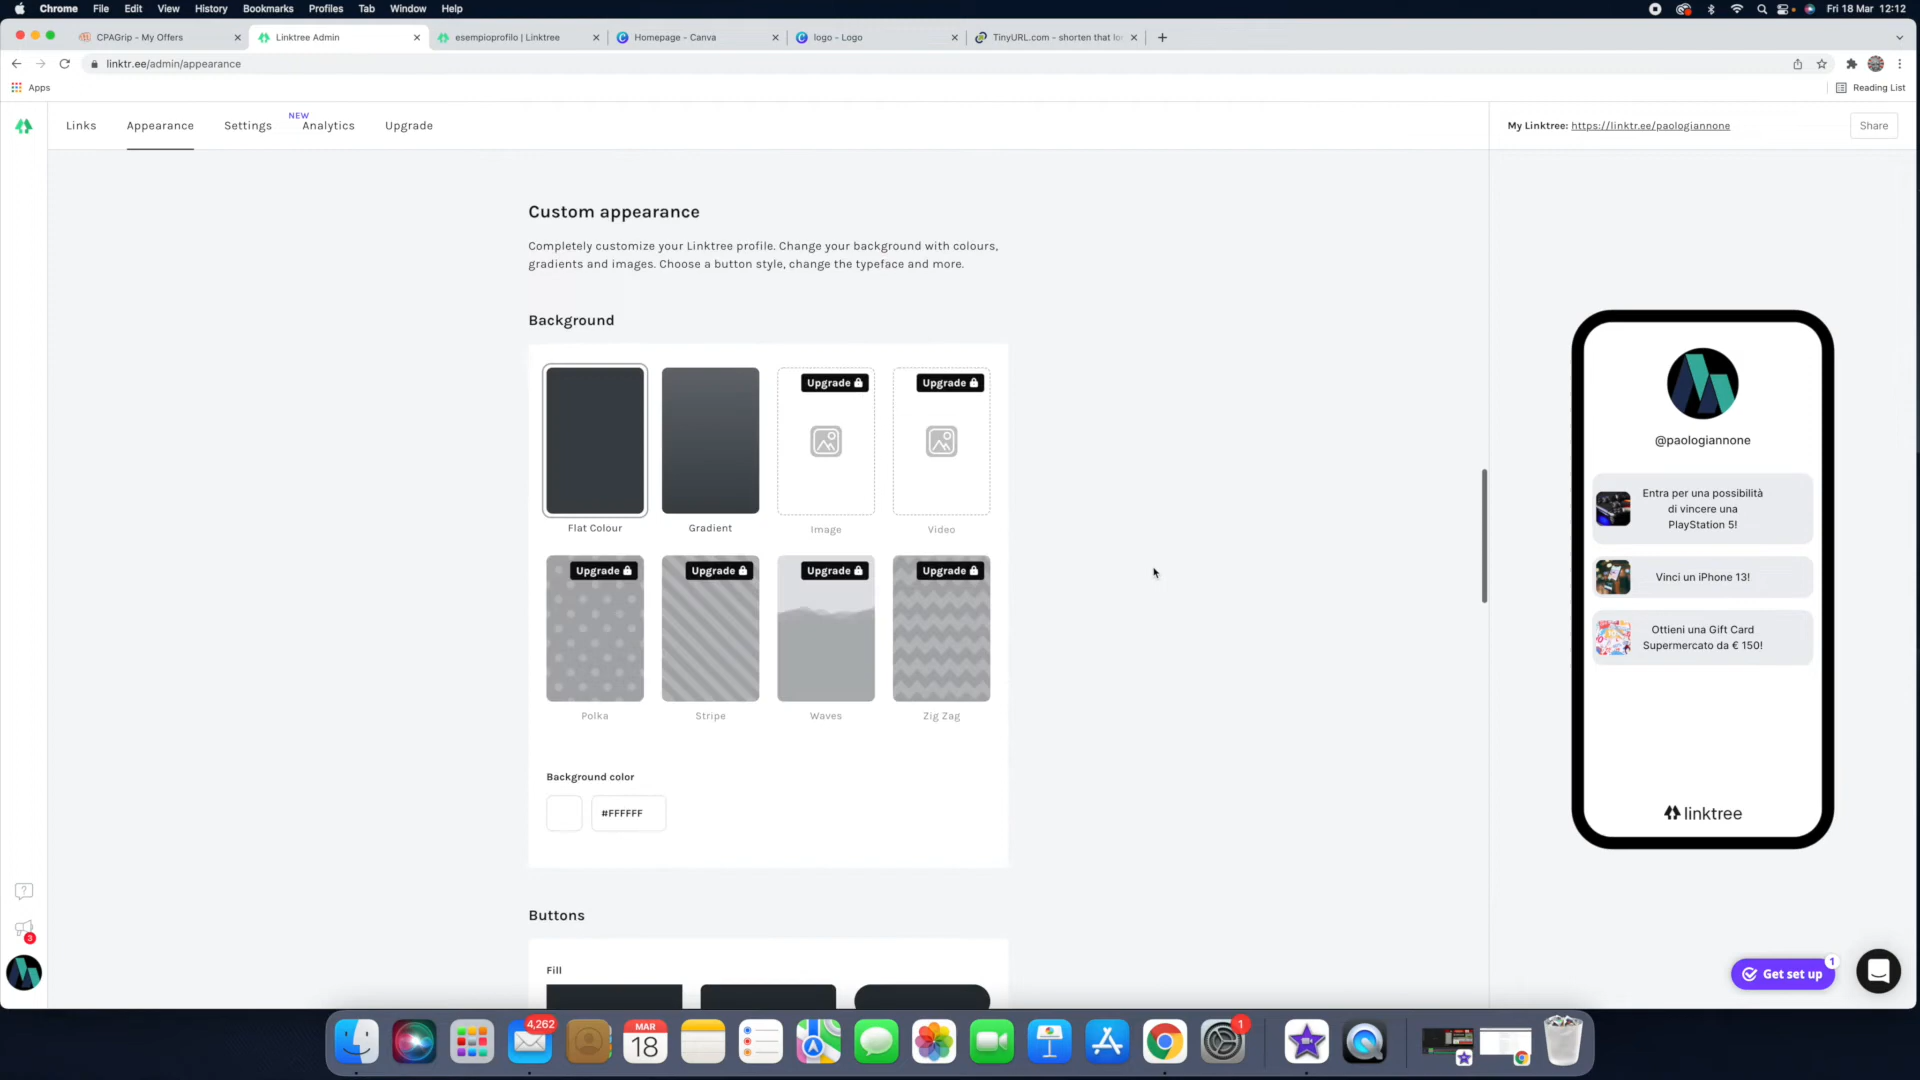 Chrome File Edit View History Bookmarks Profiles Tab Window Help
Fri 18 Mar 12:12
CPAGrip - My Offers
Linktree Admin
esempioprofilo | Linktree
Homepage - Canva
logo - Logo
TinyURL.com - shorten that lo
linktr.ee/admin/appearance
Apps
Reading List
Links Appearance Settings NEW Analytics Upgrade
My Linktree: https://linktr.ee/paologiannone
Share
Custom appearance
Completely customize your Linktree profile. Change your background with colours,
gradients and images. Choose a button style, change the typeface and more.
Background
Upgrade Upgrade
Flat Colour Gradient Image Video
Upgrade Upgrade Upgrade Upgrade
Polka Stripe Waves Zig Zag
Background color
#FFFFFF
Buttons
Fill
@paologiannone
Entra per una possibilità
di vincere una
PlayStation 5!
Vinci un iPhone 13!
Ottieni una Gift Card
Supermercato da € 150!
linktree
3
Get set up
1
4,262
MAR
18
1